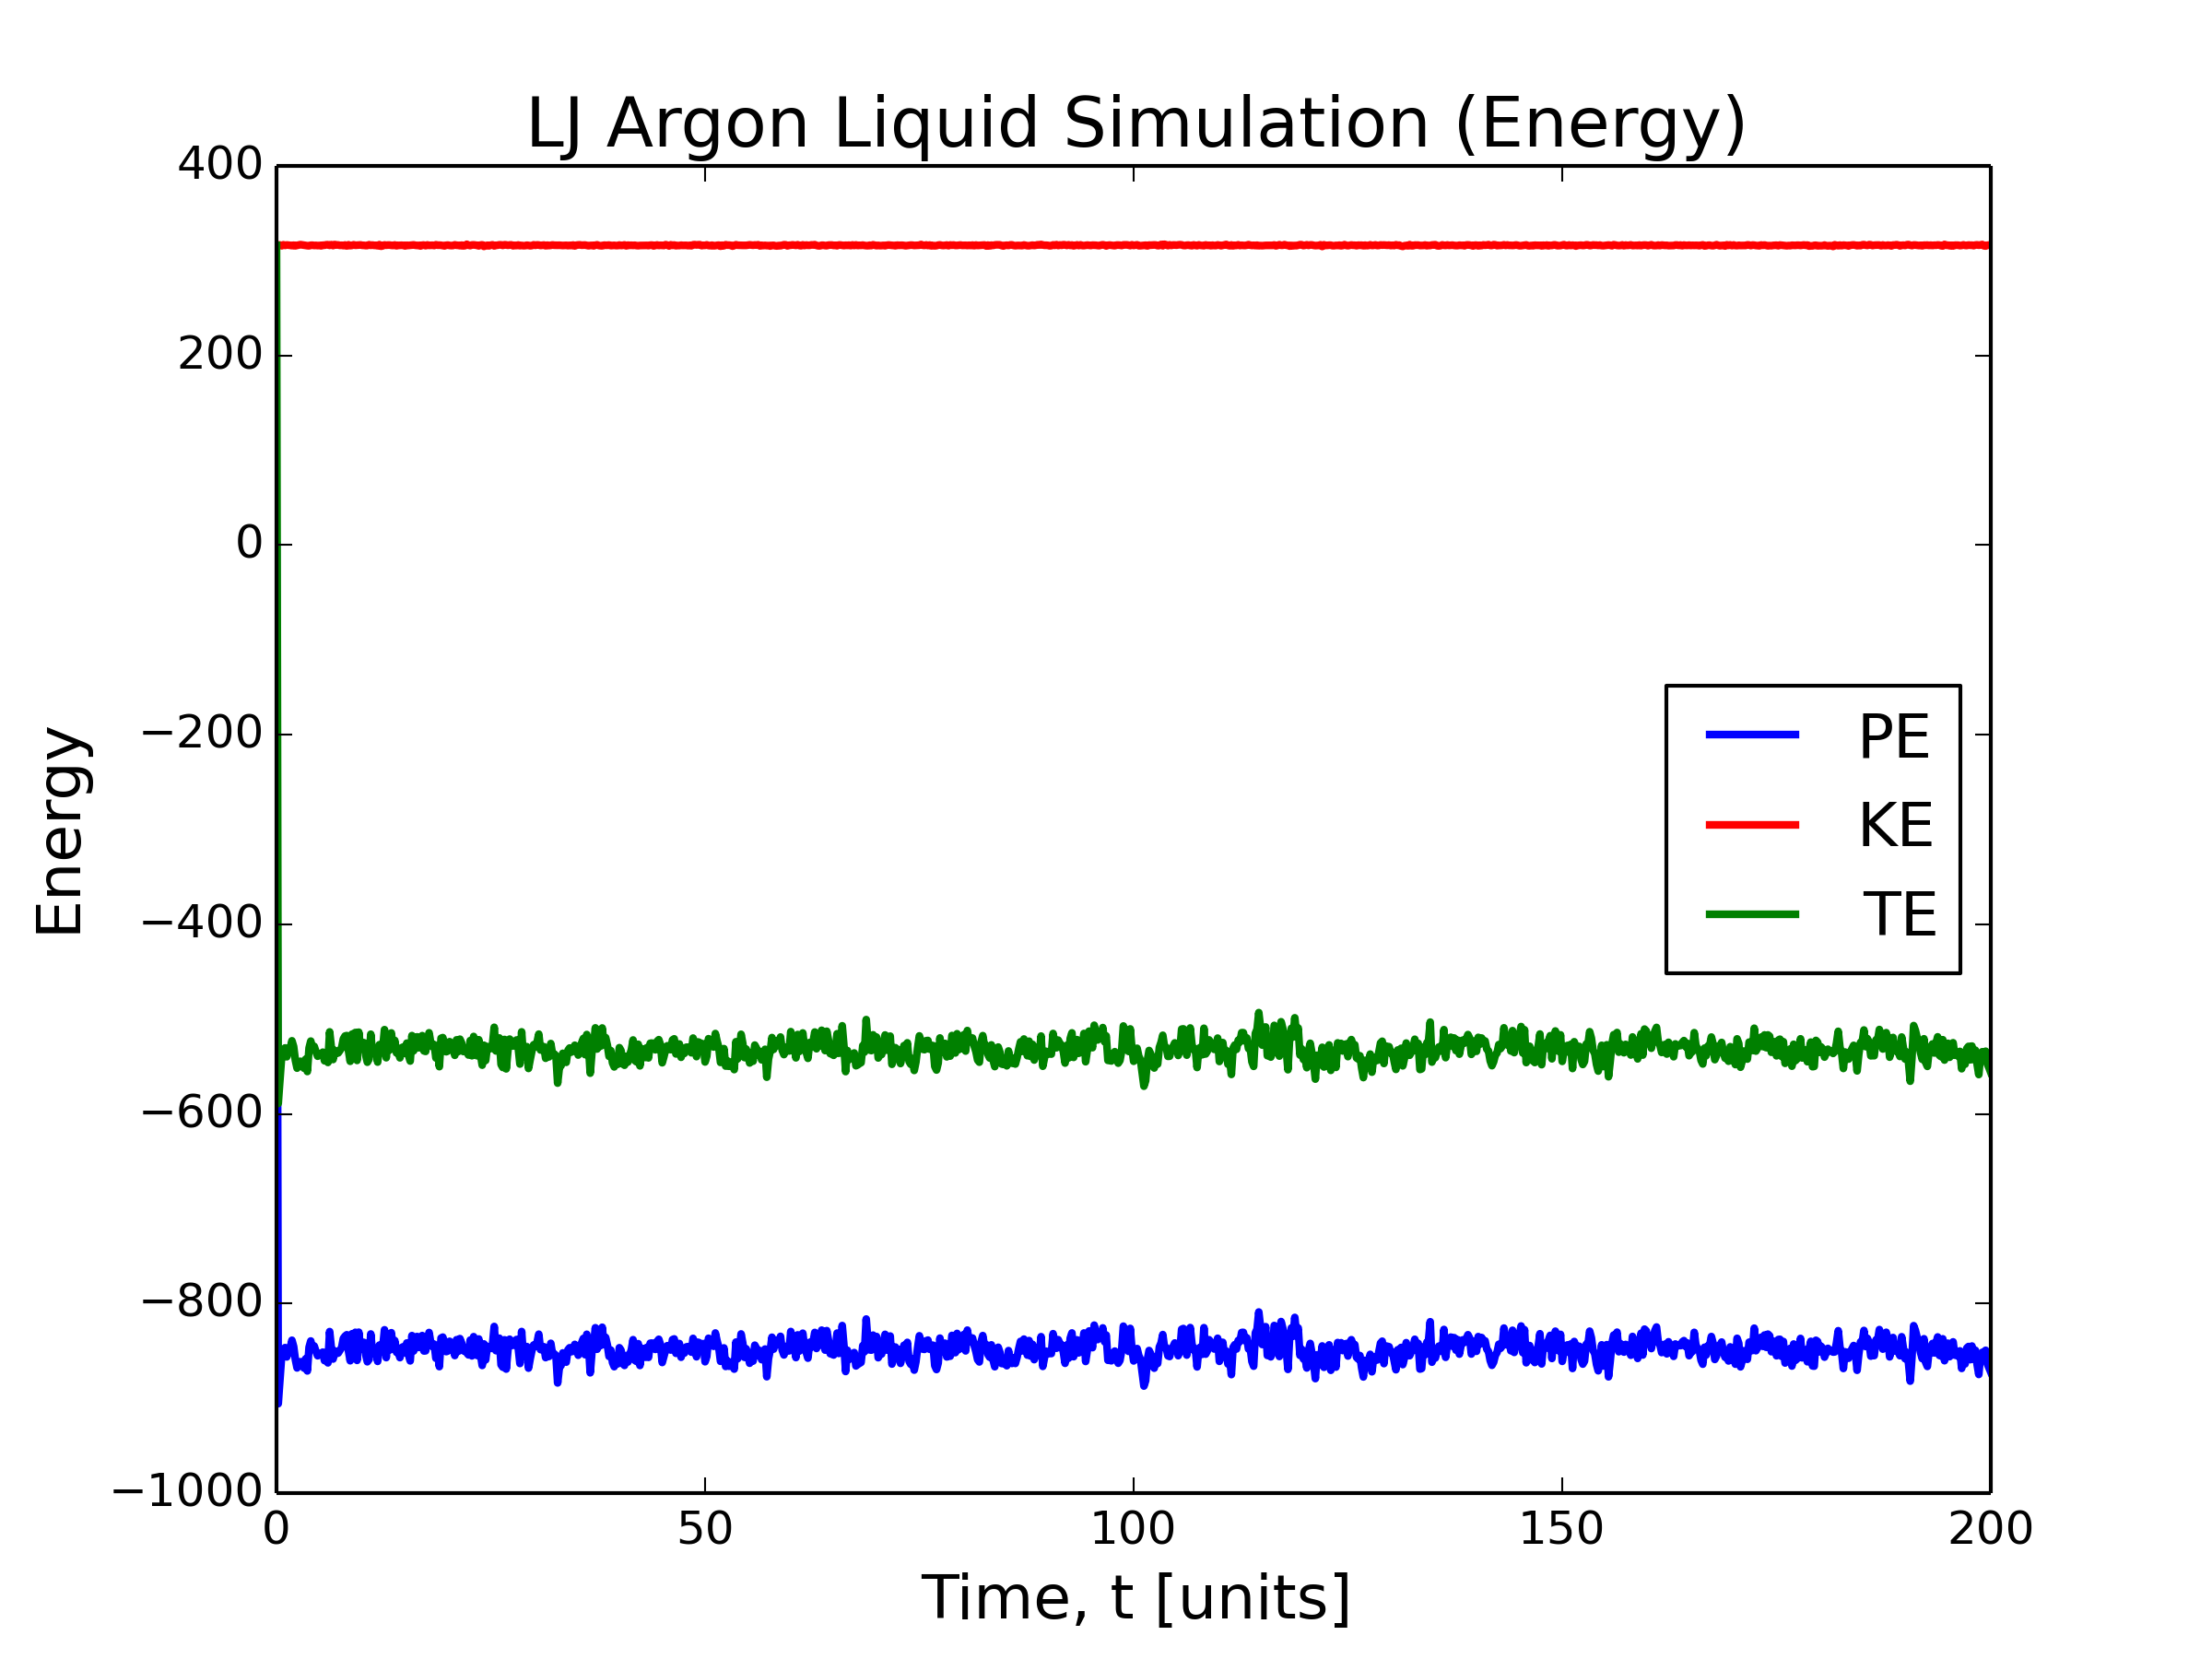 LJ Argon Liquid Simulation (Energy)
400
200
0
−200
−400
−600
−800
−1000
Energy
PE
KE
TE
0 50 100 150 200
Time, t [units]